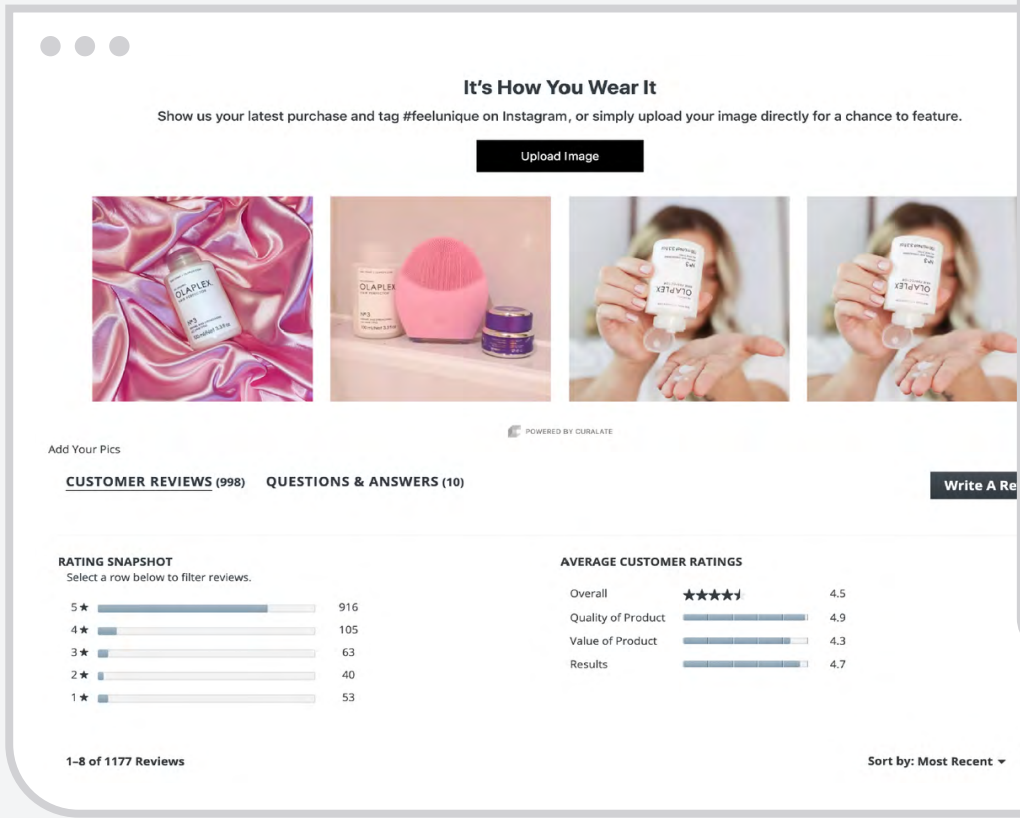 It's How You Wear It
Show us your latest purchase and tag #feelunique on Instagram, or simply upload your image directly for a chance to feature.
Upload Image
OLAPLEX.
Nº3
OLAPLEX
Nº3
OLAPLEX
Nº3
OLAPLEX
Nº3
POWERED BY CURALATE
Add Your Pics
CUSTOMER REVIEWS (998) QUESTIONS & ANSWERS (10)
Write A Re
RATING SNAPSHOT
Select a row below to filter reviews.
5★ 916
4★ 105
3★ 63
2★ 40
1★ 53
AVERAGE CUSTOMER RATINGS
Overall ★★★★ 4.5
Quality of Product 4.9
Value of Product 4.3
Results 4.7
1–8 of 1177 Reviews
Sort by: Most Recent